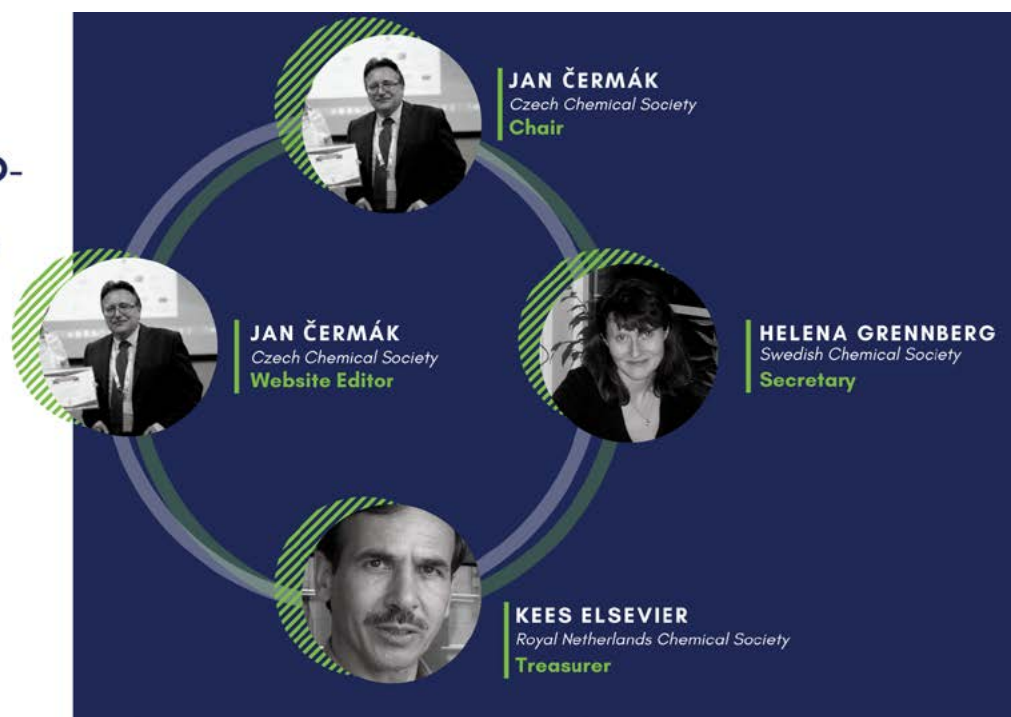 JAN ČERMÁK
Czech Chemical Society
Chair
JAN ČERMÁK
Czech Chemical Society
Website Editor
HELENA GRENNBERG
Swedish Chemical Society
Secretary
KEES ELSEVIER
Royal Netherlands Chemical Society
Treasurer